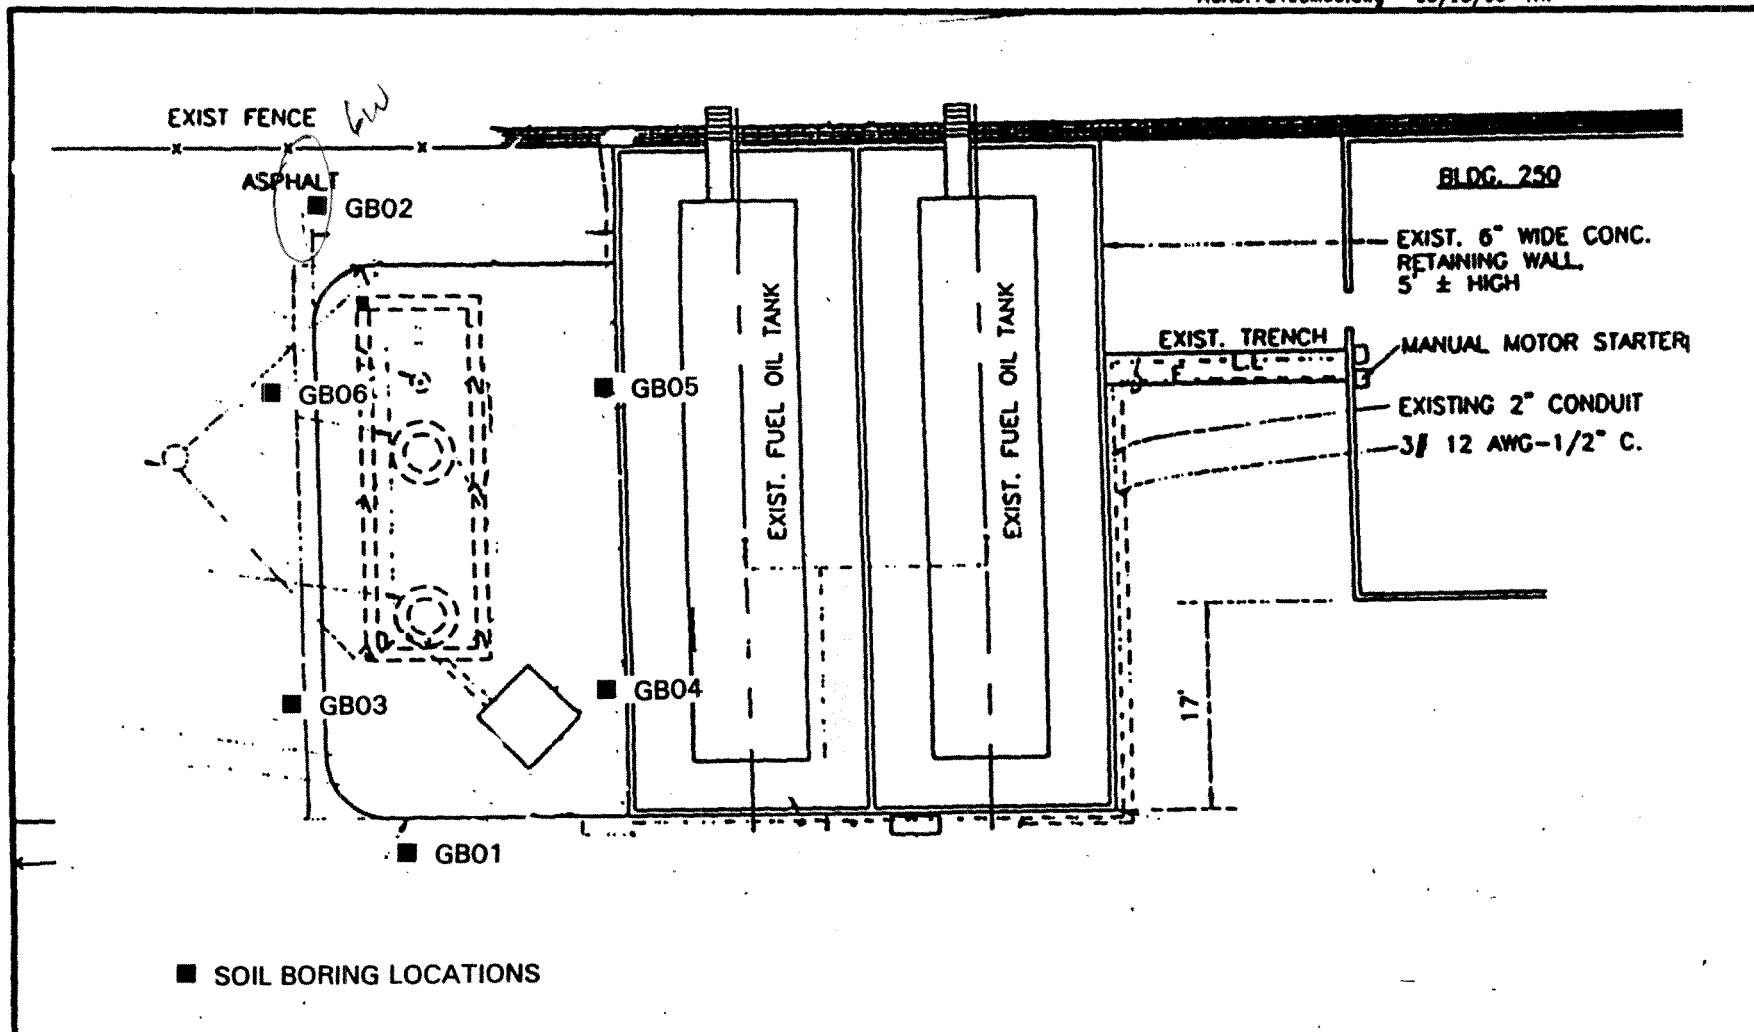 EXIST FENCE
GW
ASPHALT
GB02
BLDG. 250
EXIST. 6" WIDE CONC.
RETAINING WALL.
5' ± HIGH
EXIST. TRENCH
MANUAL MOTOR STARTER
EXISTING 2" CONDUIT
3# 12 AWG-1/2" C.
GB06
GB05
EXIST. FUEL OIL TANK
EXIST. FUEL OIL TANK
GB03
GB04
17'
GB01
SOIL BORING LOCATIONS